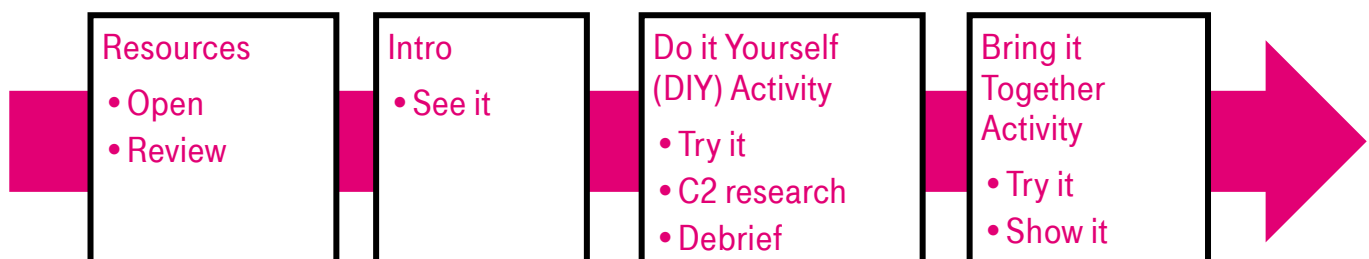 Resources
• Open
• Review
Intro
• See it
Do it Yourself
(DIY) Activity
• Try it
• C2 research
• Debrief
Bring it
Together
Activity
• Try it
• Show it